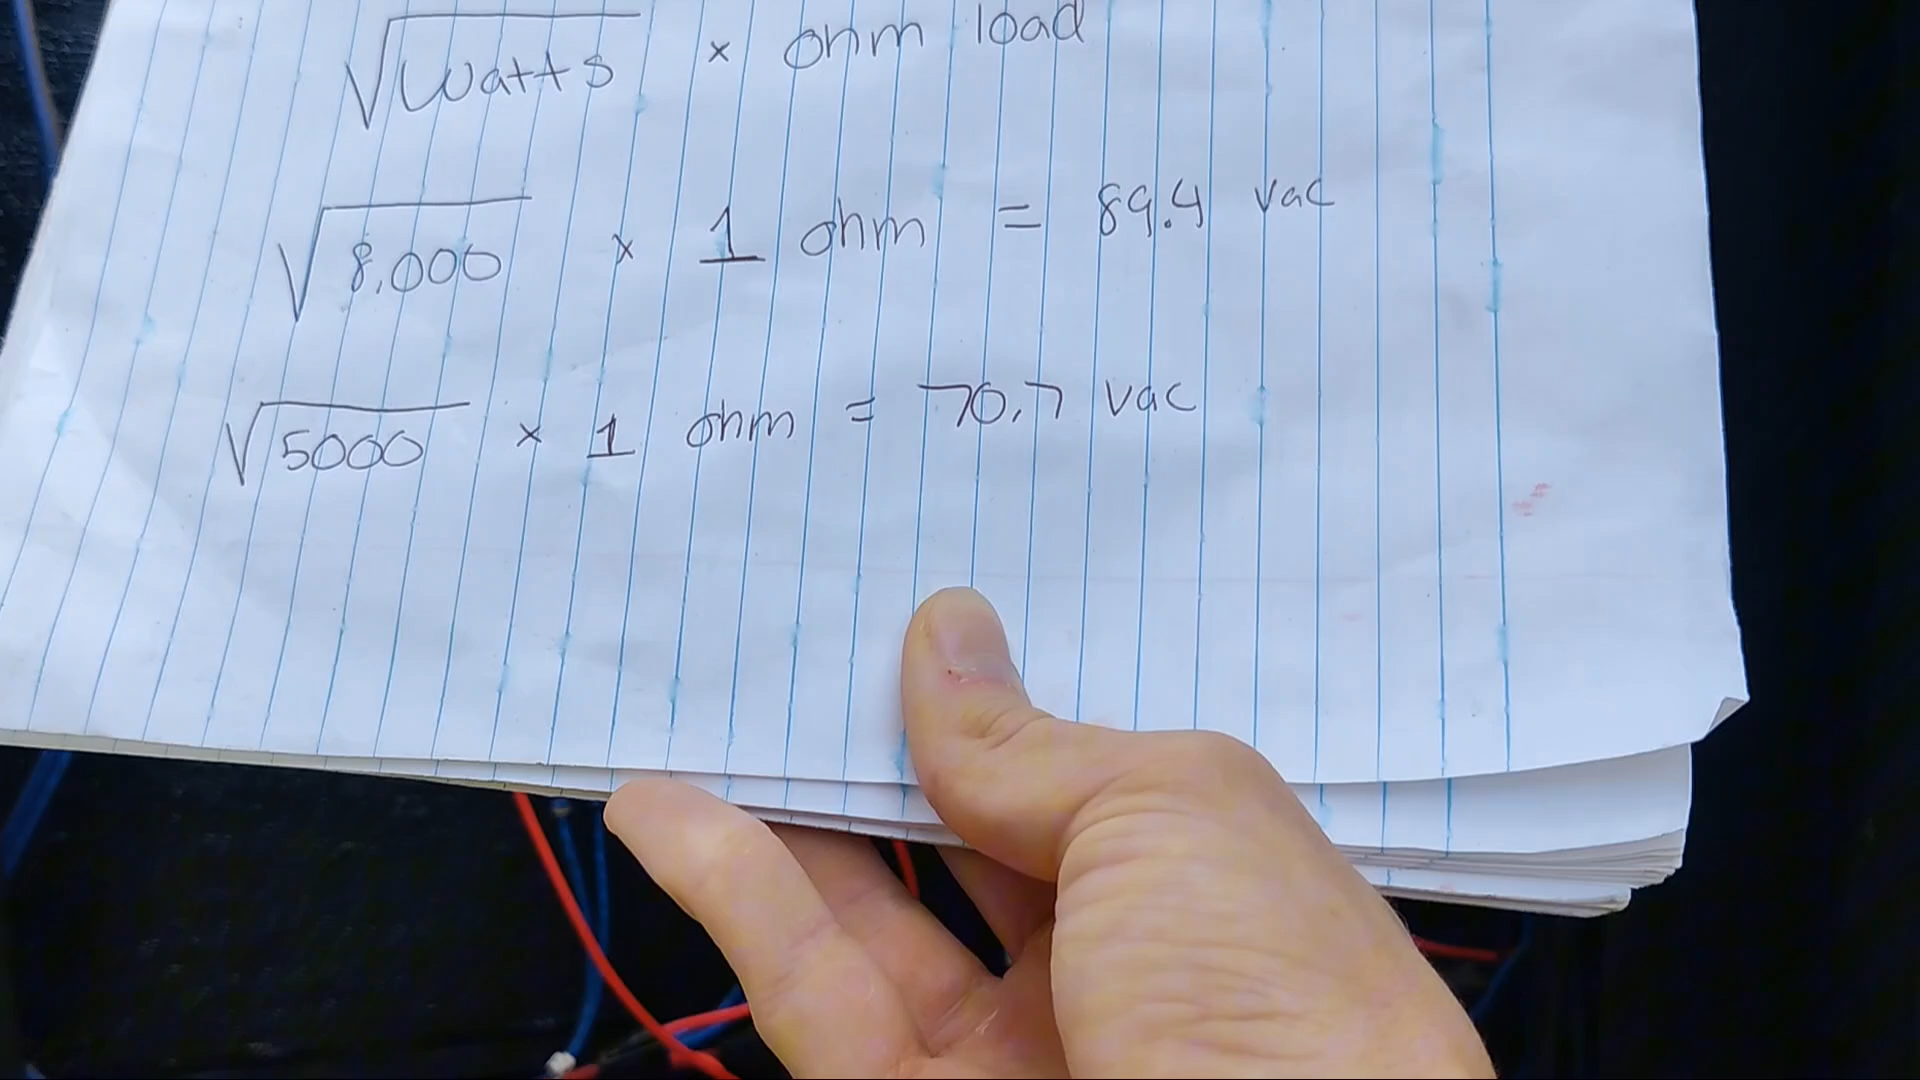 √Watts × ohm load
√8,000 × 1 ohm = 89.4 vac
√5000 × 1 ohm = 70.7 vac